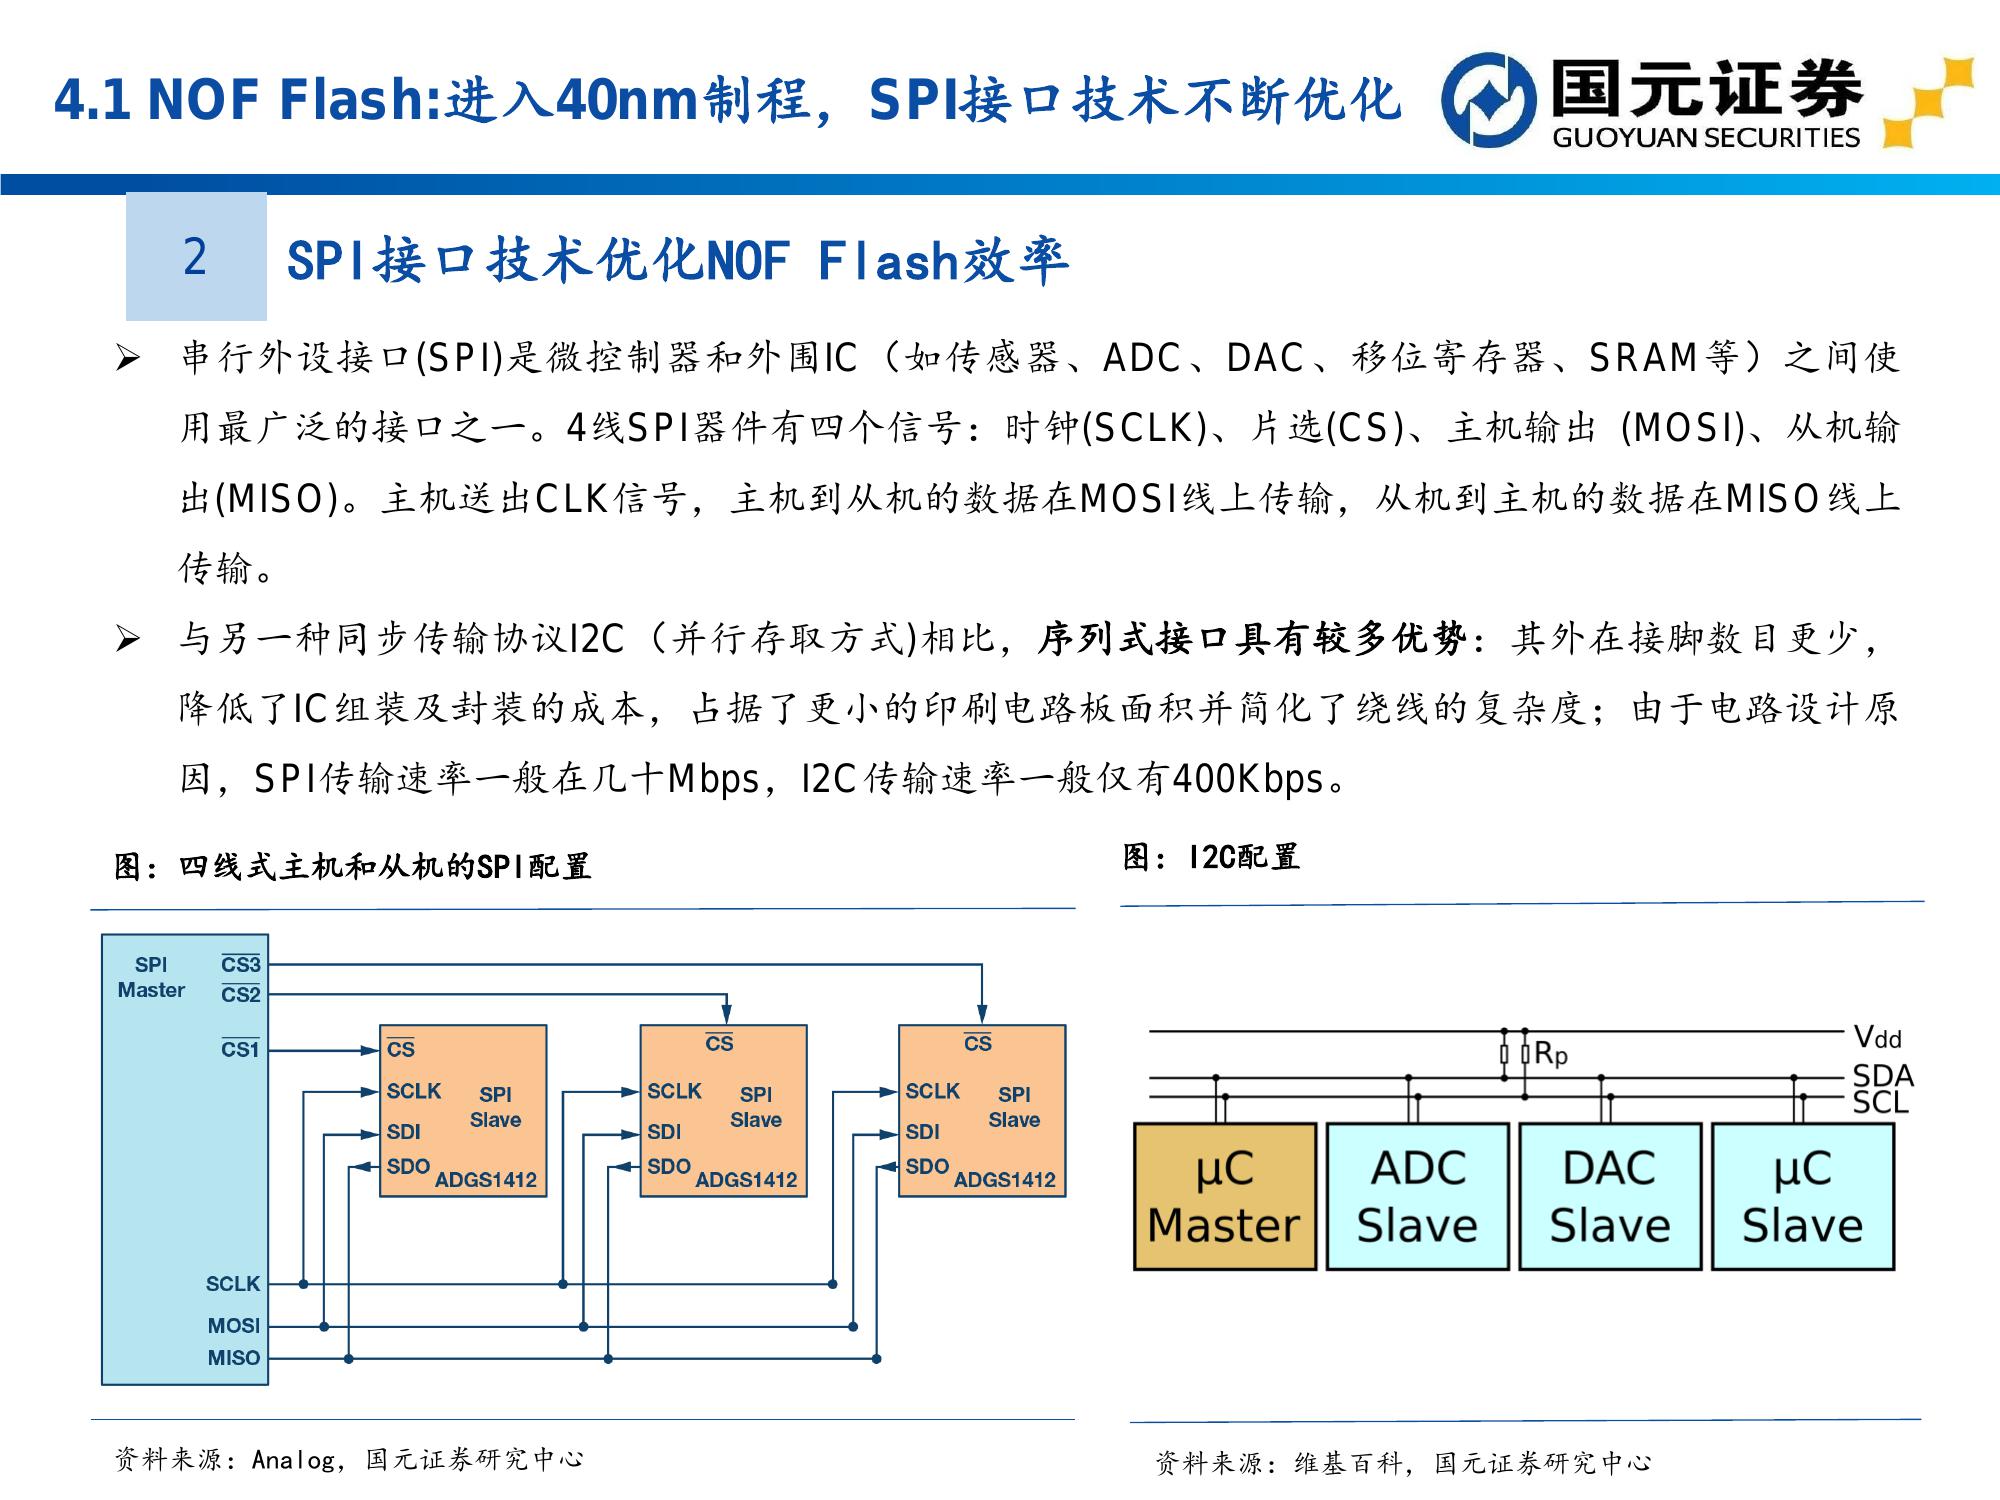 4.1 NOF Flash:进入40nm制程，SPI接口技术不断优化
国元证券
GUOYUAN SECURITIES
2
SPI接口技术优化NOF Flash效率
➢ 串行外设接口(SPI)是微控制器和外围IC（如传感器、ADC、DAC、移位寄存器、SRAM等）之间使
用最广泛的接口之一。4线SPI器件有四个信号：时钟(SCLK)、片选(CS)、主机输出 (MOSI)、从机输
出(MISO)。主机送出CLK信号，主机到从机的数据在MOSI线上传输，从机到主机的数据在MISO线上
传输。
➢ 与另一种同步传输协议I2C（并行存取方式)相比，序列式接口具有较多优势：其外在接脚数目更少，
降低了IC组装及封装的成本，占据了更小的印刷电路板面积并简化了绕线的复杂度；由于电路设计原
因，SPI传输速率一般在几十Mbps，I2C传输速率一般仅有400Kbps。
图：四线式主机和从机的SPI配置
SPI
Master
CS3
CS2
CS1
SCLK
MOSI
MISO
CS
SCLK
SDI
SDO
SPI
Slave
ADGS1412
CS
SCLK
SDI
SDO
SPI
Slave
ADGS1412
CS
SCLK
SDI
SDO
SPI
Slave
ADGS1412
资料来源：Analog，国元证券研究中心
图：I2C配置
Vdd
Rp
SDA
SCL
µC
Master
ADC
Slave
DAC
Slave
µC
Slave
资料来源：维基百科，国元证券研究中心